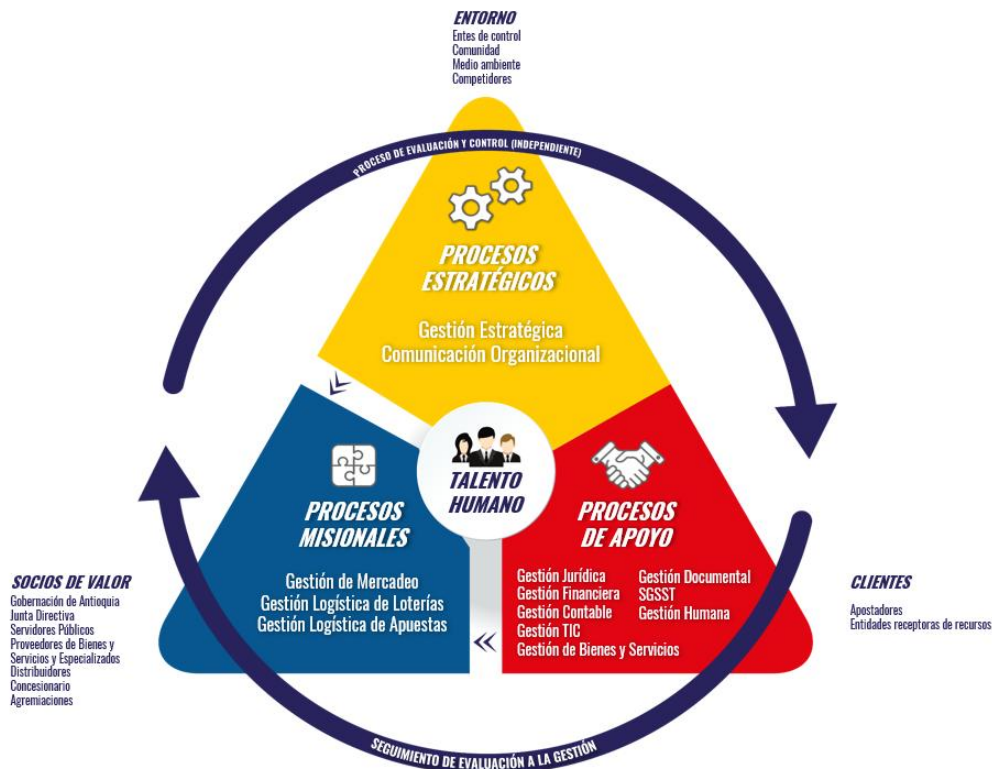 ENTORNO
Entes de control
Comunidad
Medio ambiente
Competidores
PROCESO DE EVALUACIÓN Y CONTROL (INDEPENDIENTE)
PROCESOS
ESTRATÉGICOS
Gestión Estratégica
Comunicación Organizacional
TALENTO
HUMANO
PROCESOS
MISIONALES
Gestión de Mercadeo
Gestión Logística de Loterías
Gestión Logística de Apuestas
PROCESOS
DE APOYO
Gestión Jurídica
Gestión Financiera
Gestión Contable
Gestión TIC
Gestión de Bienes y Servicios
Gestión Documental
SGSST
Gestión Humana
SOCIOS DE VALOR
Gobernación de Antioquia
Junta Directiva
Servidores Públicos
Proveedores de Bienes y
Servicios y Especializados
Distribuidores
Concesionario
Agremiaciones
CLIENTES
Apostadores
Entidades receptoras de recursos
SEGUIMIENTO DE EVALUACIÓN A LA GESTIÓN